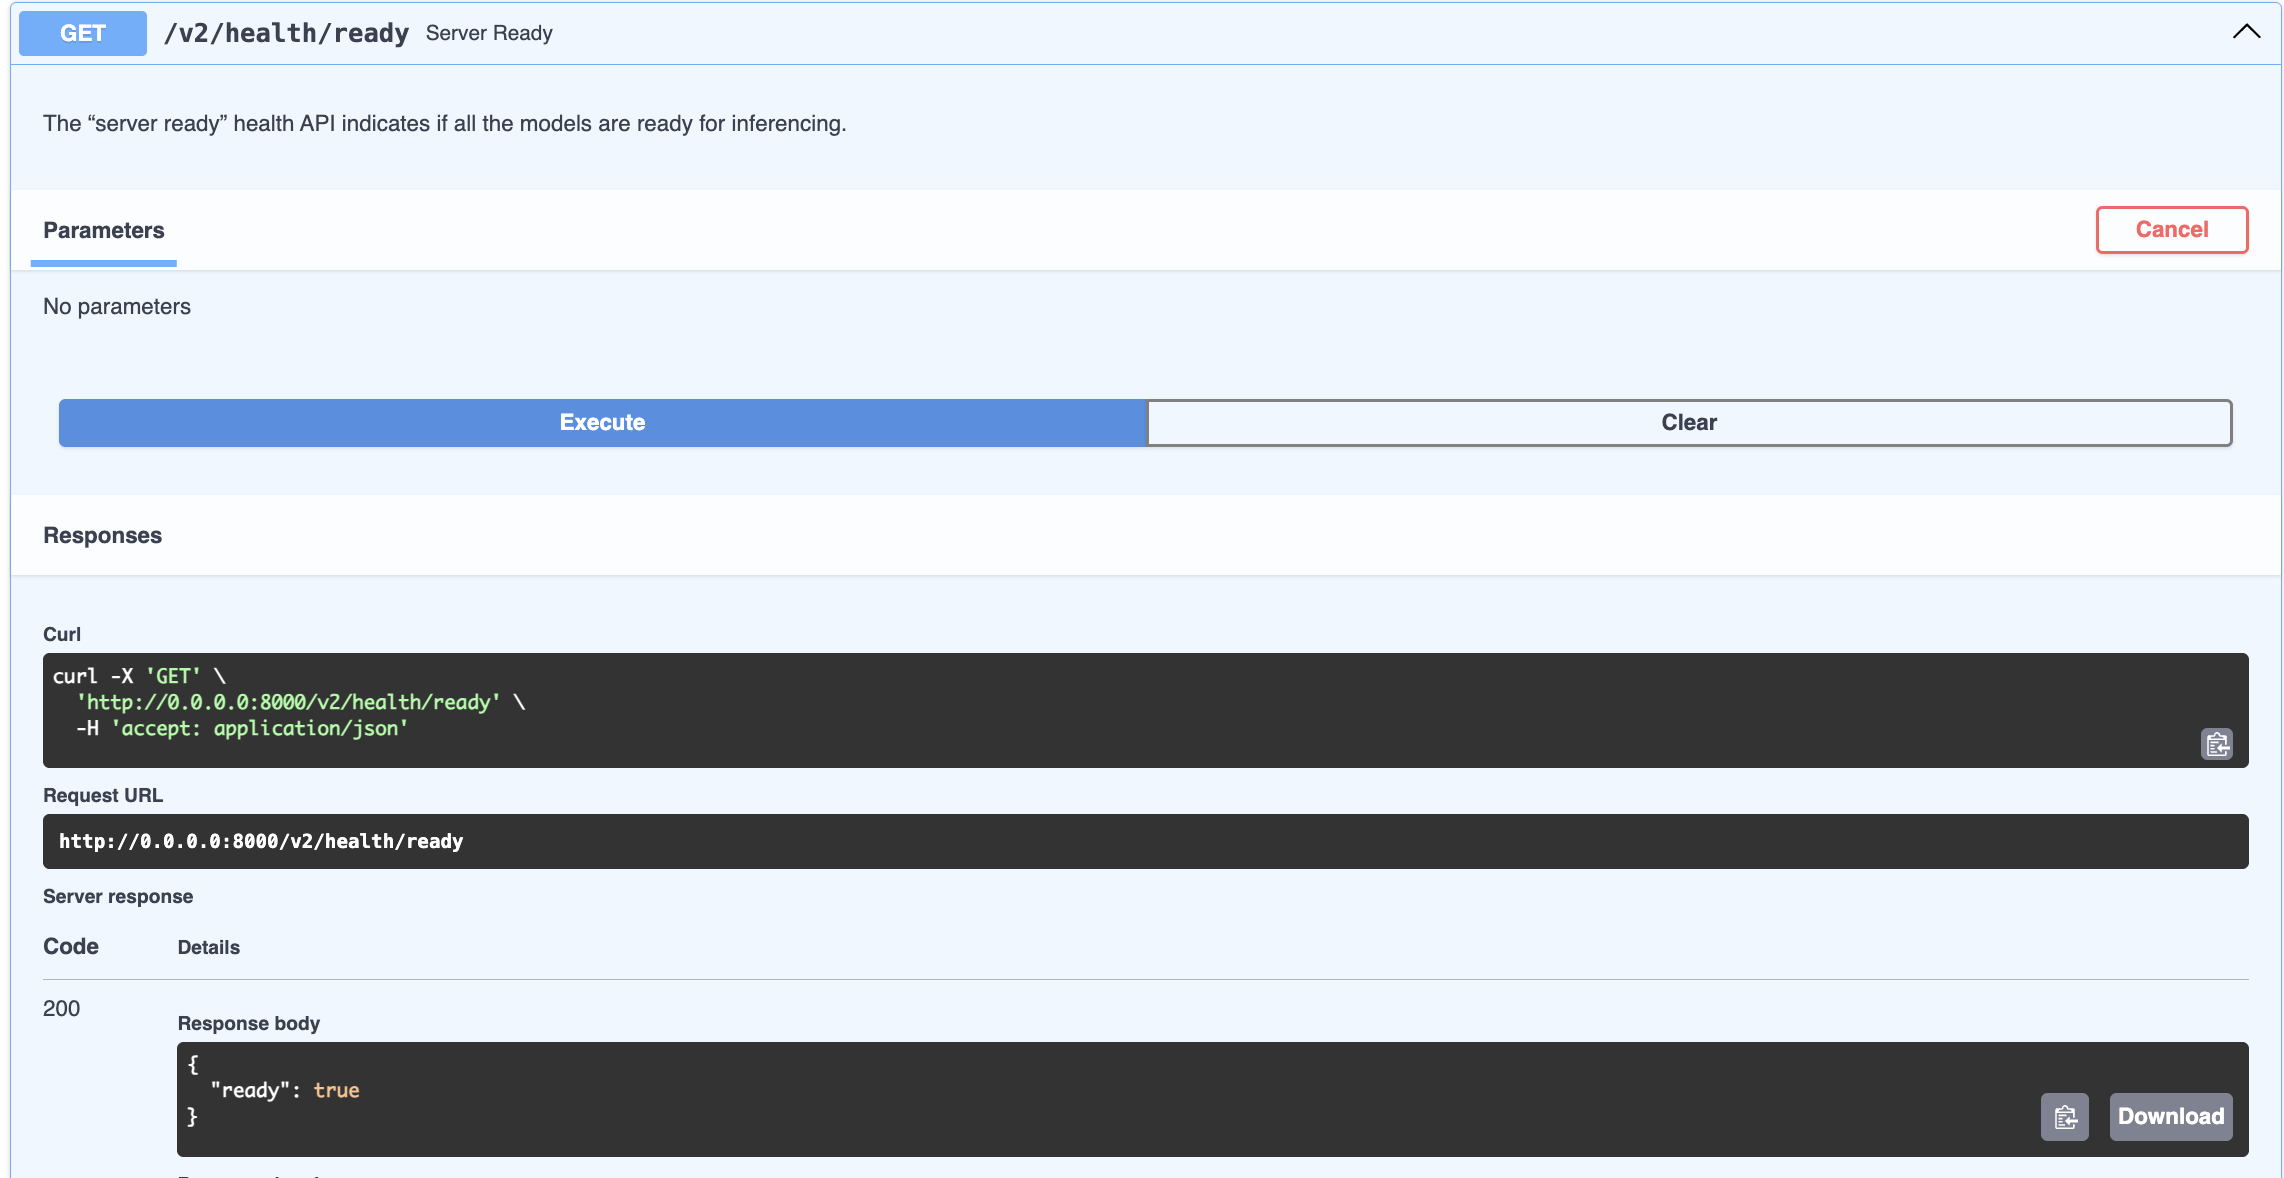 GET /v2/health/ready Server Ready
The “server ready” health API indicates if all the models are ready for inferencing.
Parameters
Cancel
No parameters
Execute
Clear
Responses
Curl
curl -X 'GET' \
  'http://0.0.0.0:8000/v2/health/ready' \
  -H 'accept: application/json'
Request URL
http://0.0.0.0:8000/v2/health/ready
Server response
Code Details
200
Response body
{
  "ready": true
}
Download